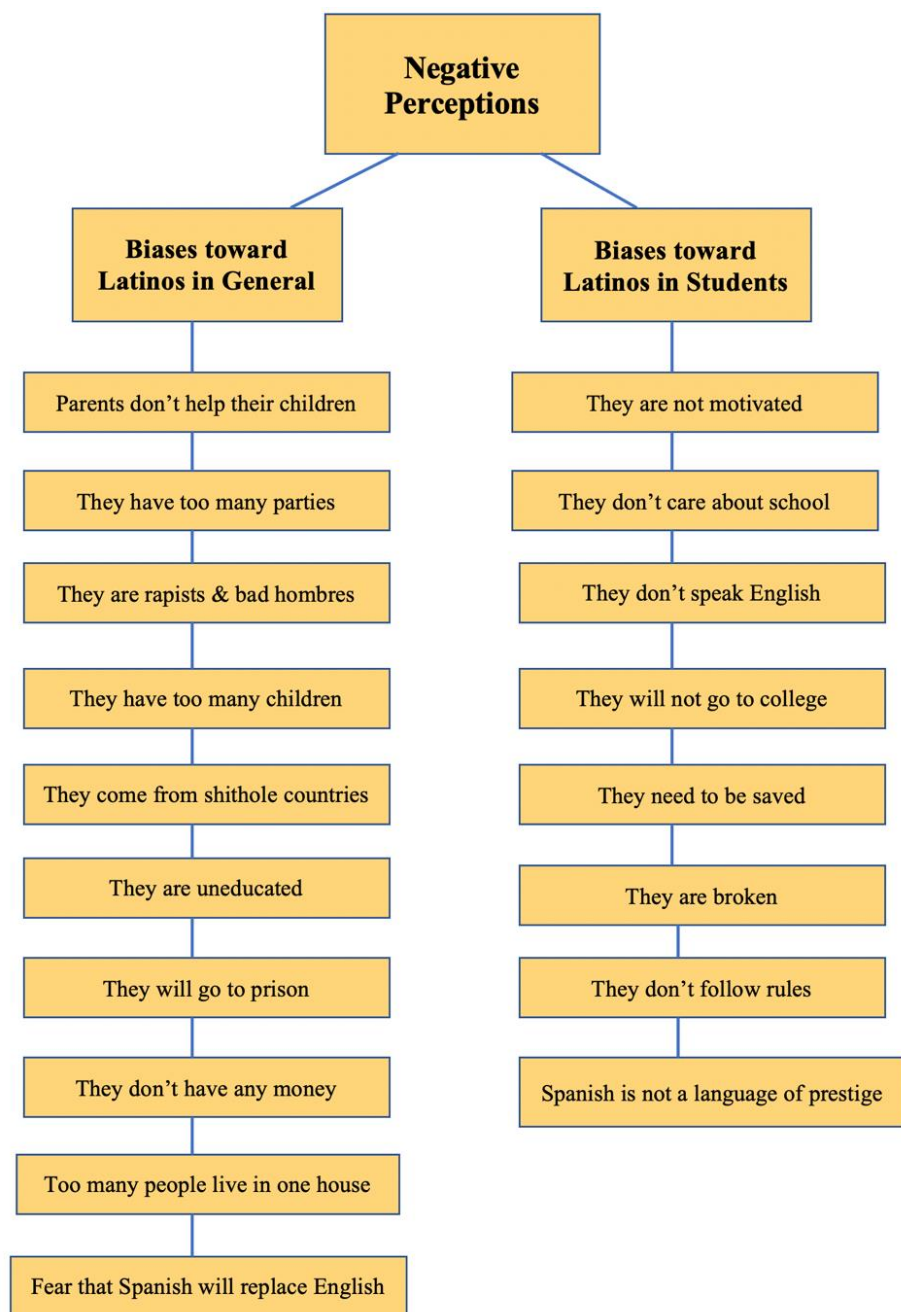 Negative
Perceptions
Biases toward
Latinos in General
Parents don’t help their children
They have too many parties
They are rapists & bad hombres
They have too many children
They come from shithole countries
They are uneducated
They will go to prison
They don’t have any money
Too many people live in one house
Fear that Spanish will replace English
Biases toward
Latinos in Students
They are not motivated
They don’t care about school
They don’t speak English
They will not go to college
They need to be saved
They are broken
They don’t follow rules
Spanish is not a language of prestige